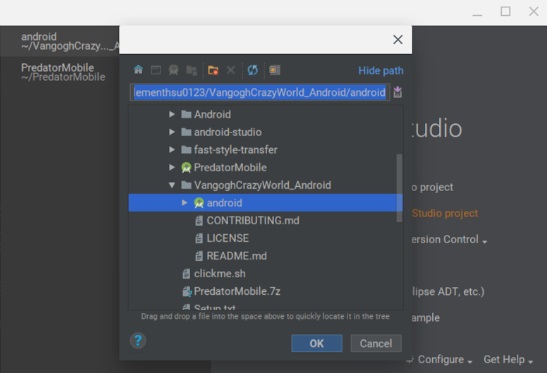 android
~/VangoghCrazy..._A
PredatorMobile
~/PredatorMobile
Hide path
ementhsu0123/VangoghCrazyWorld_Android/android
Android
android-studio
fast-style-transfer
PredatorMobile
VangoghCrazyWorld_Android
android
CONTRIBUTING.md
LICENSE
README.md
clickme.sh
PredatorMobile.7z
Setup.txt
Drag and drop a file into the space above to quickly locate it in the tree
?
OK
Cancel
tudio
o project
Studio project
ersion Control
lipse ADT, etc.)
ample
Configure
Get Help